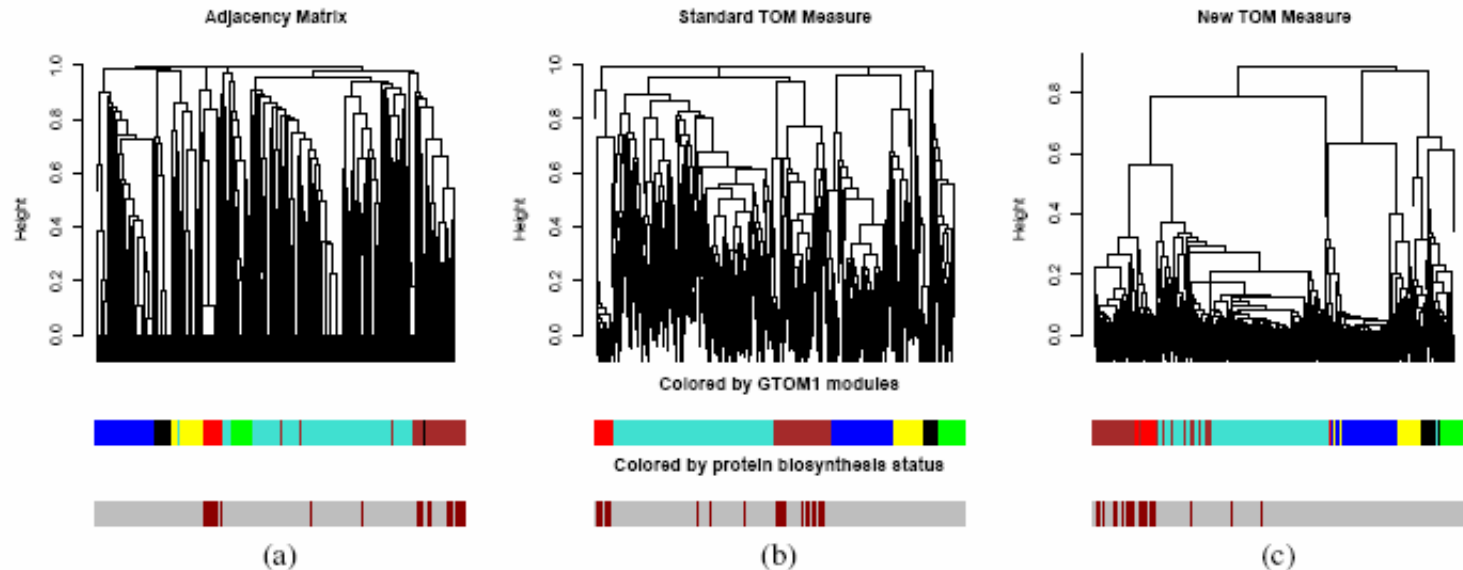 Adjacency Matrix
Standard TOM Measure
New TOM Measure
Height
1.0
0.8
0.6
0.4
0.2
0.0
Height
1.0
0.8
0.6
0.4
0.2
0.0
Height
0.8
0.6
0.4
0.2
0.0
Colored by GTOM1 modules
Colored by protein biosynthesis status
(a)
(b)
(c)